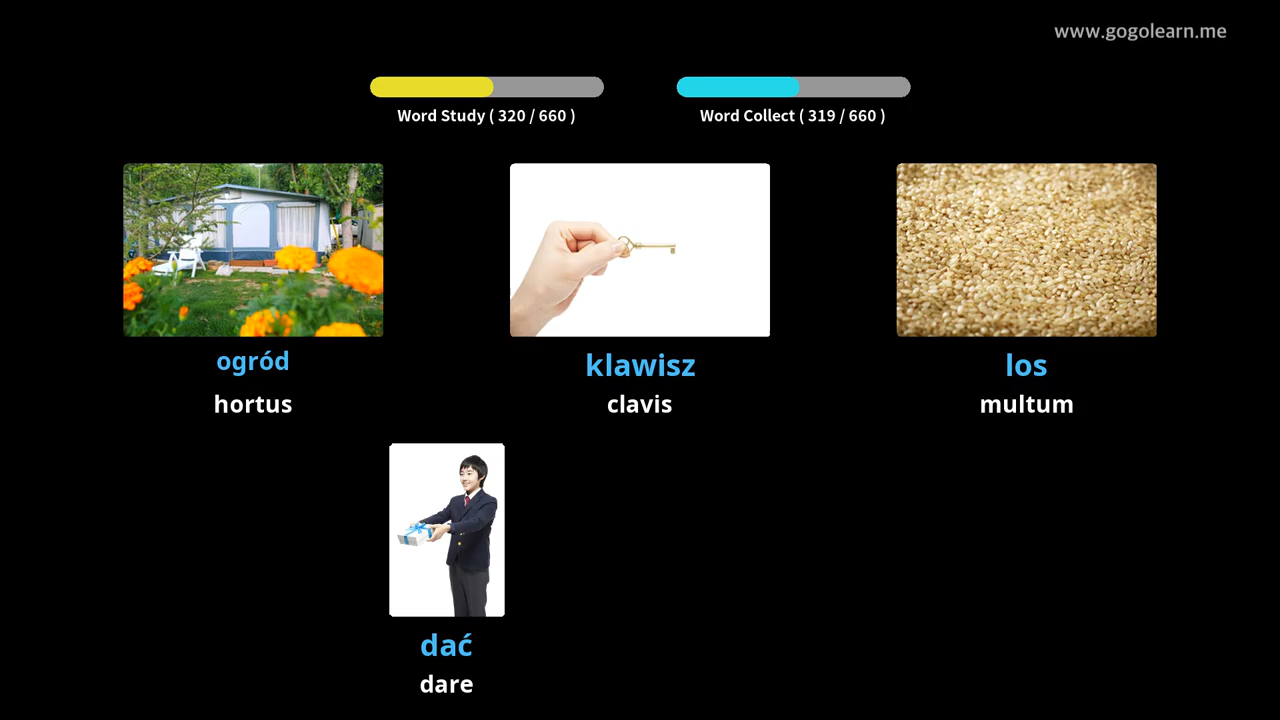 www.gogolearn.me
Word Study ( 320 / 660 )
Word Collect ( 319 / 660 )
ogród
hortus
klawisz
clavis
los
multum
dać
dare